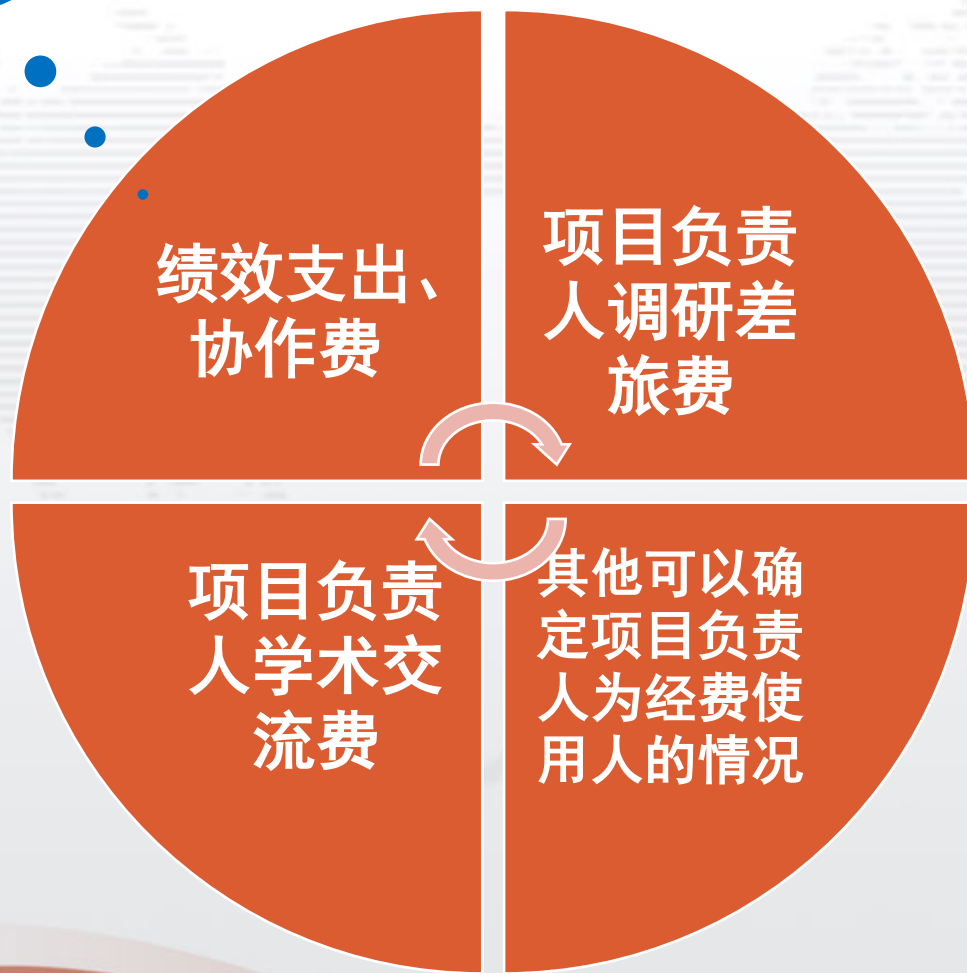 绩效支出、
协作费
项目负责
人调研差
旅费
项目负责
人学术交
流费
其他可以确
定项目负责
人为经费使
用人的情况